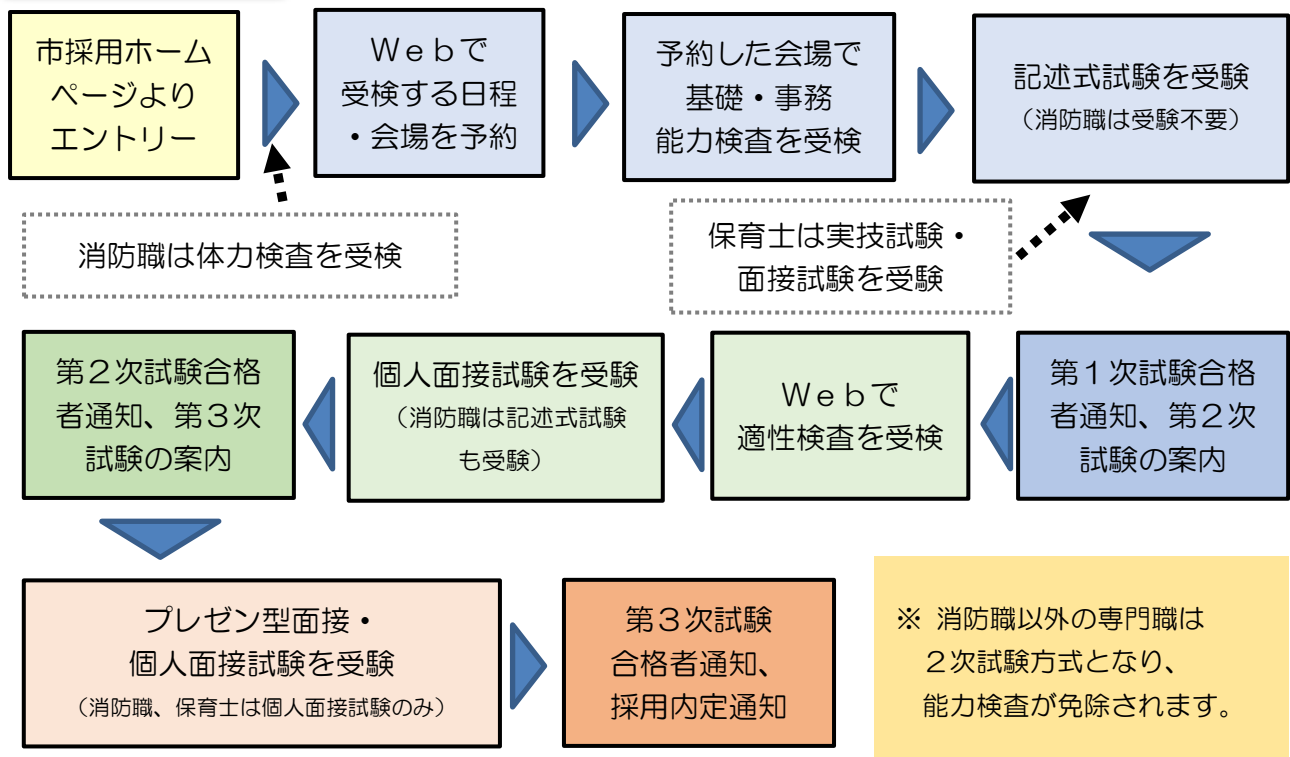 市採用ホーム
ページより
エントリー
Ｗｅｂで
受検する日程
・会場を予約
予約した会場で
基礎・事務
能力検査を受検
記述式試験を受験
（消防職は受験不要）
消防職は体力検査を受検
保育士は実技試験・
面接試験を受験
第１次試験合格
者通知、第２次
試験の案内
Ｗｅｂで
適性検査を受検
個人面接試験を受験
（消防職は記述式試験
も受験）
第２次試験合格
者通知、第３次
試験の案内
プレゼン型面接・
個人面接試験を受験
（消防職、保育士は個人面接試験のみ）
第３次試験
合格者通知、
採用内定通知
※ 消防職以外の専門職は
２次試験方式となり、
能力検査が免除されます。